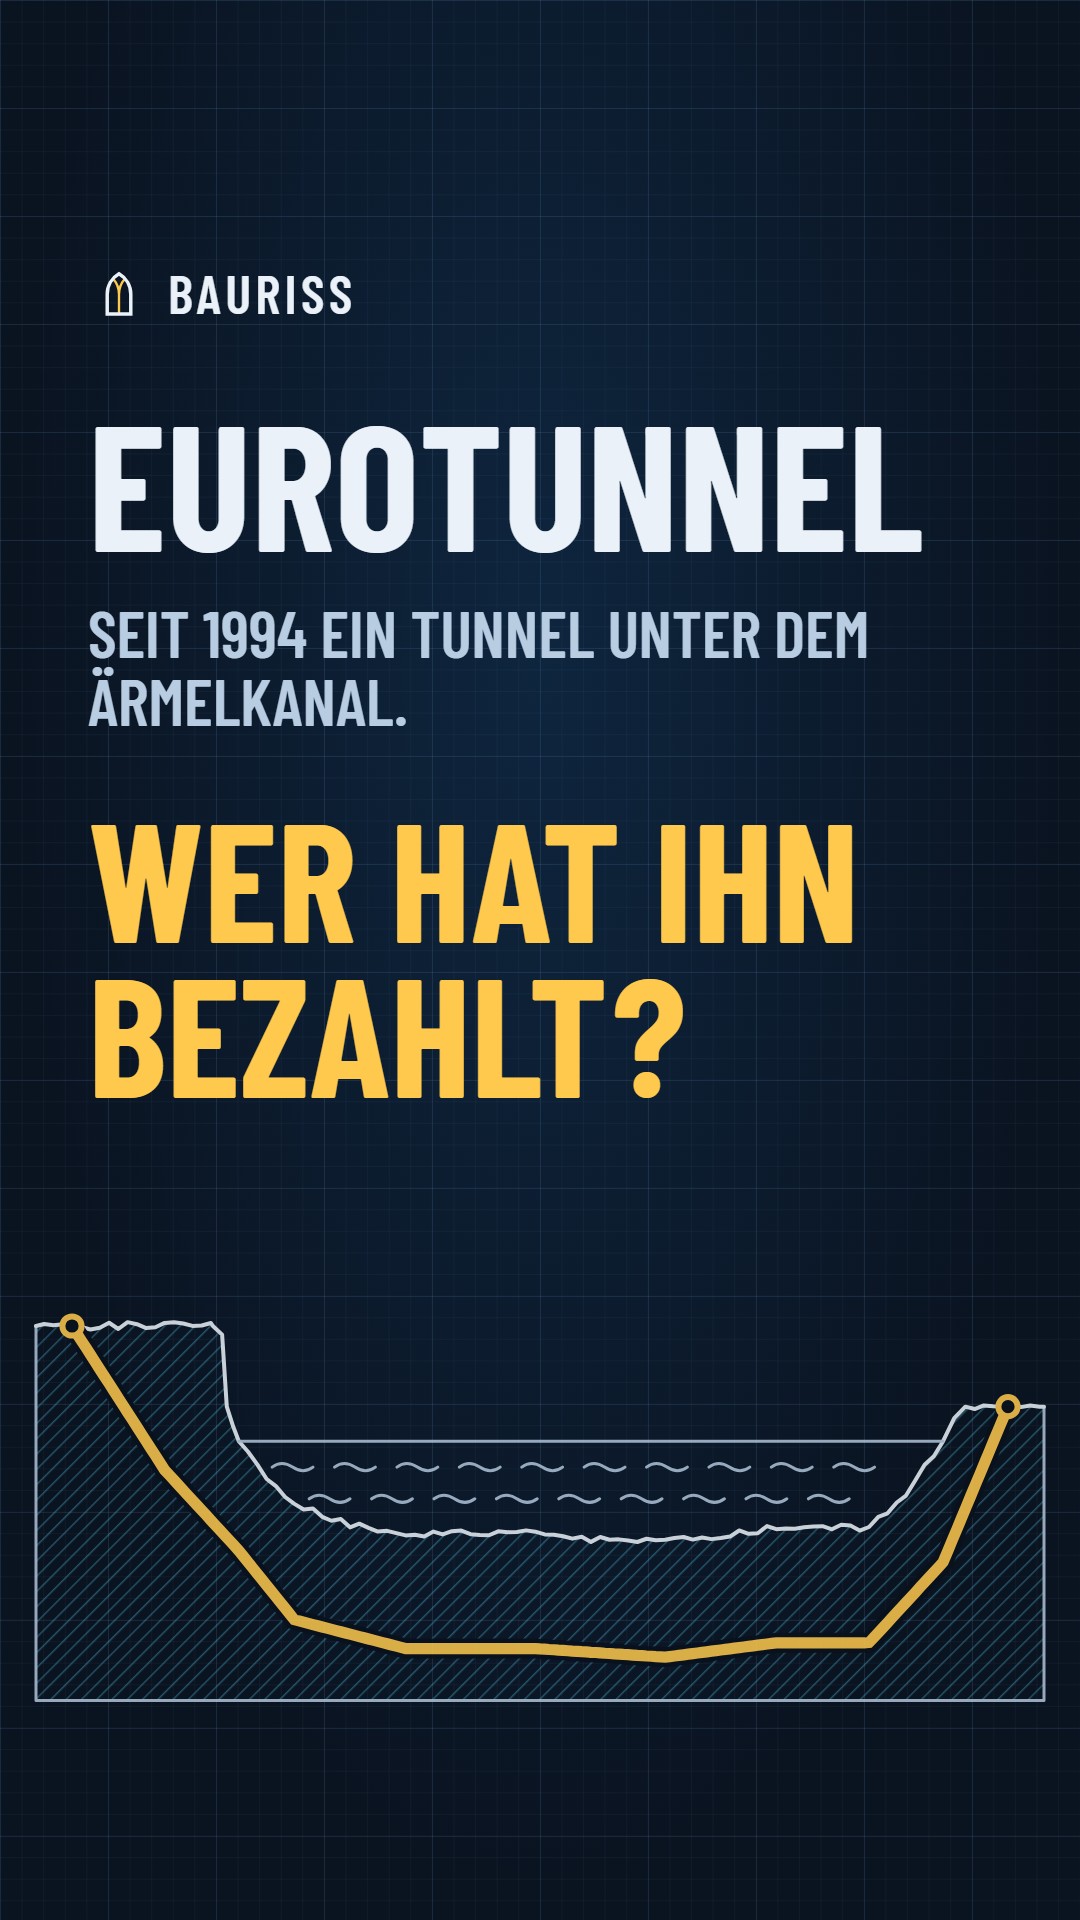 BAURISS
EUROTUNNEL
SEIT 1994 EIN TUNNEL UNTER DEM
ÄRMELKANAL.
WER HAT IHN
BEZAHLT?